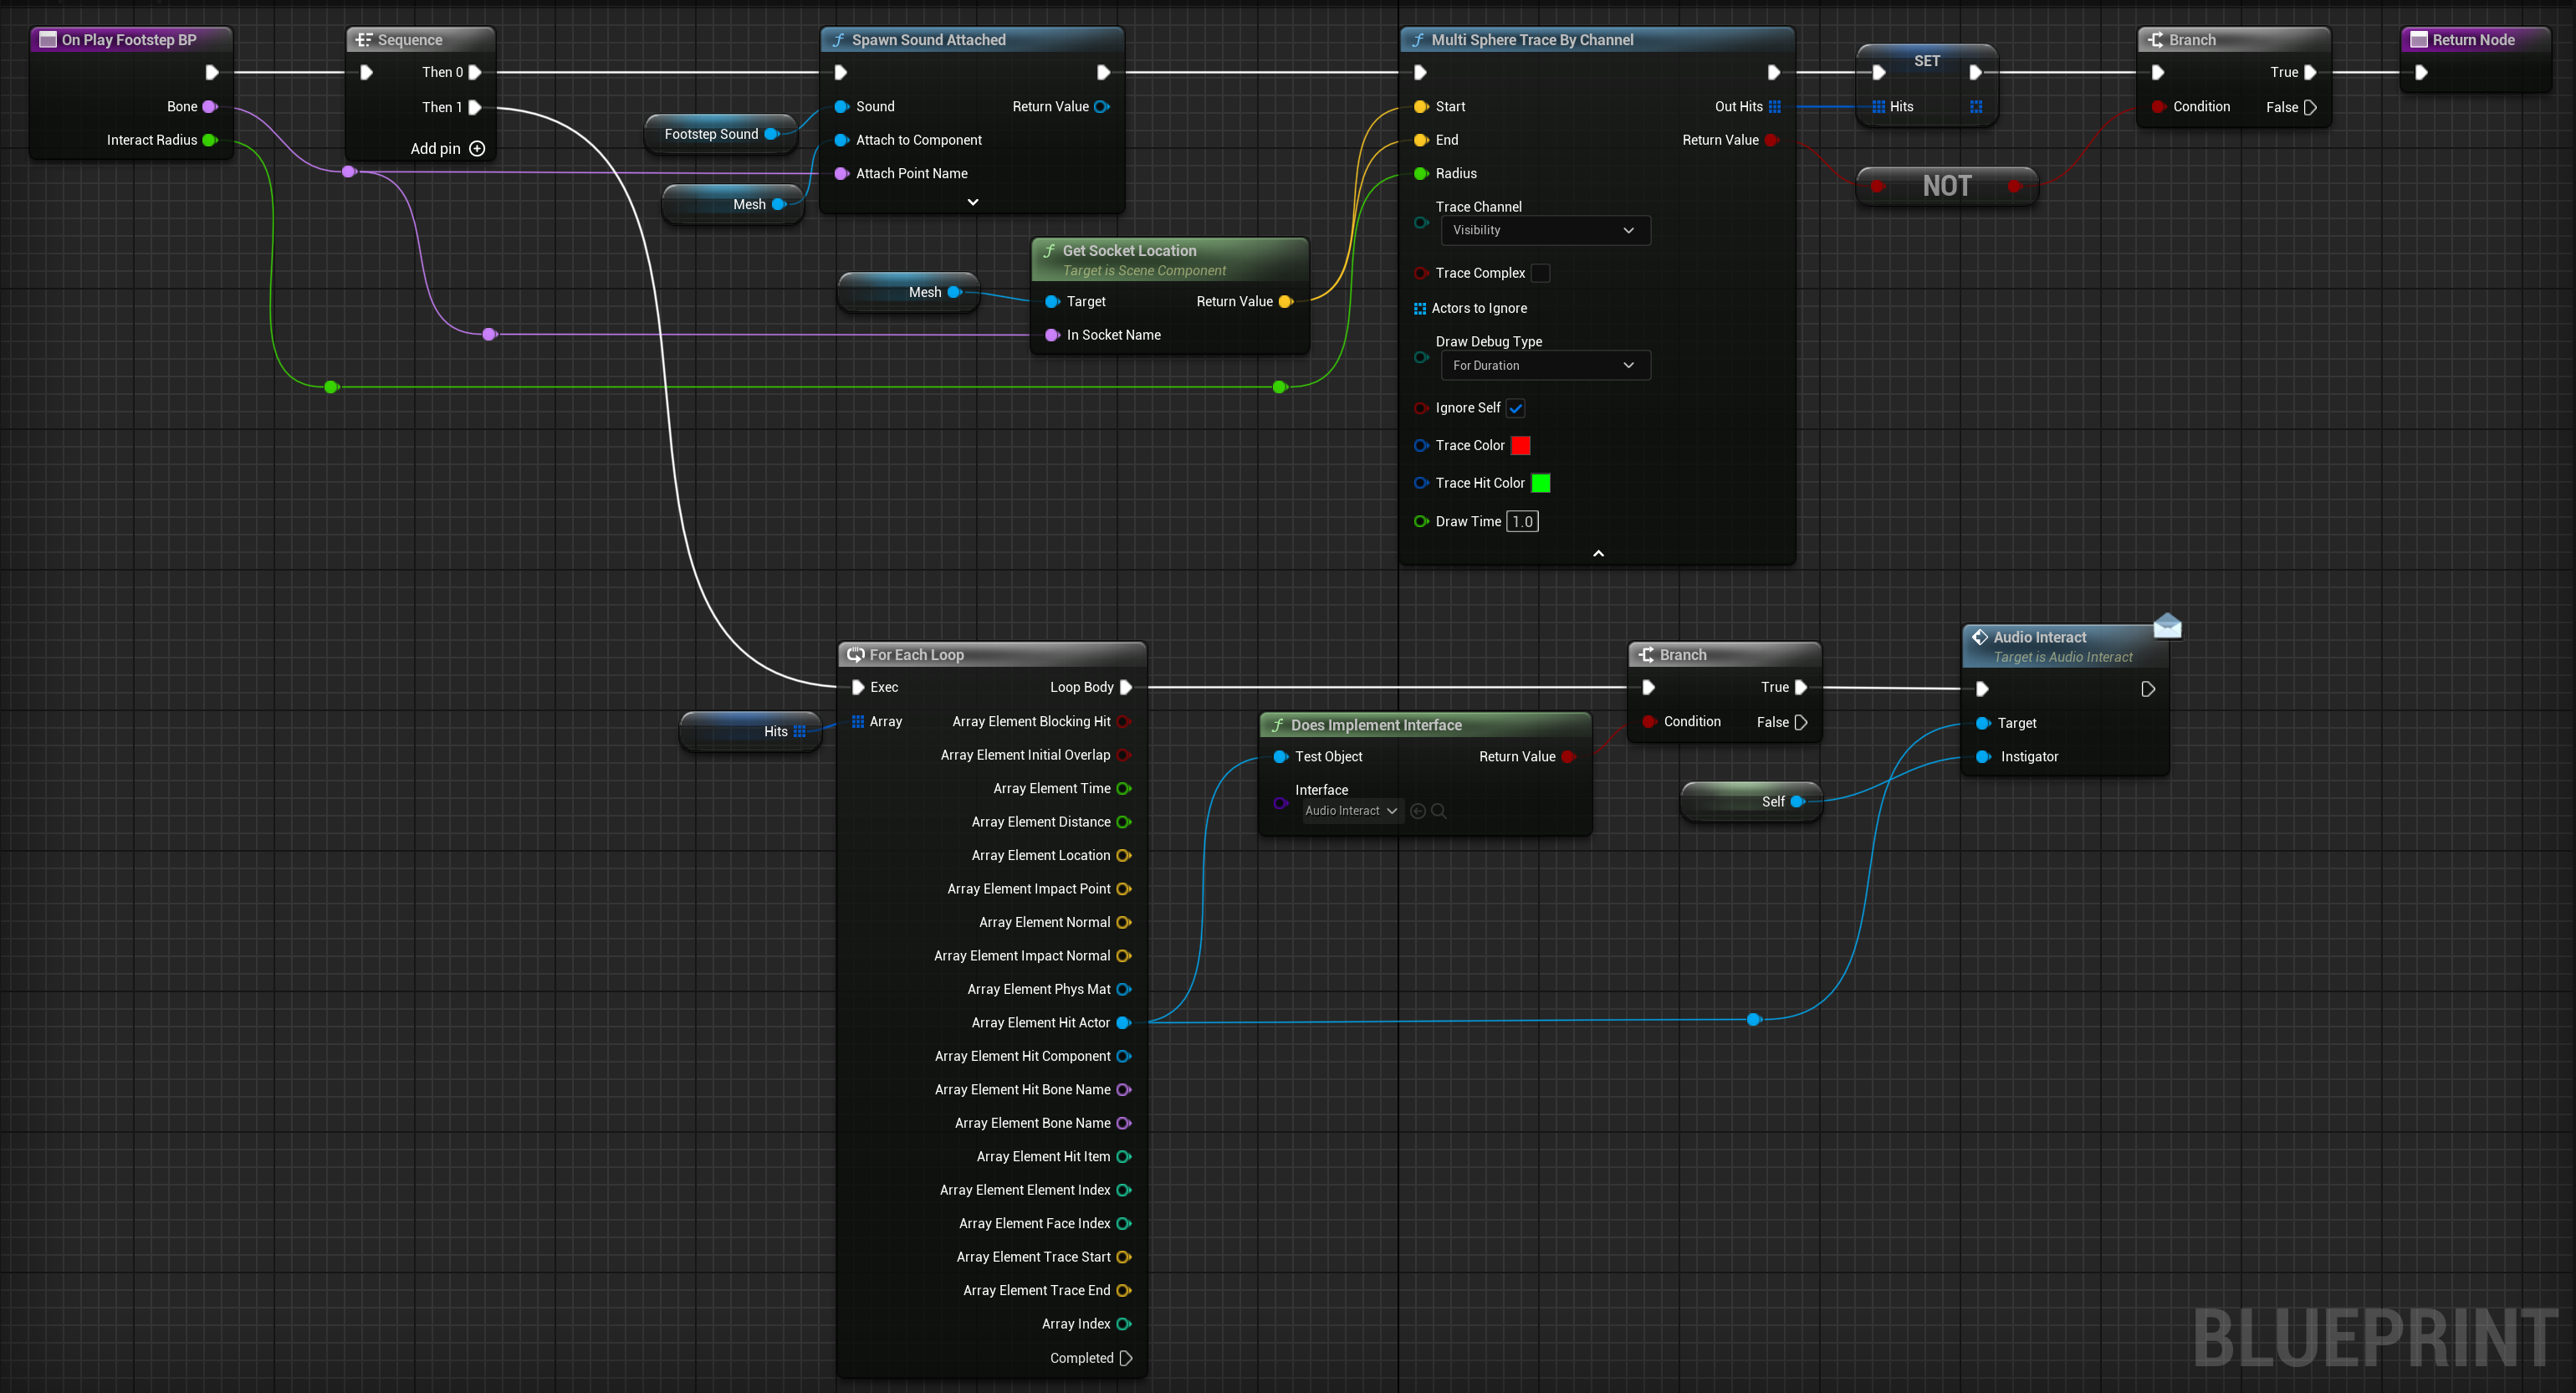 On Play Footstep BP
Bone
Interact Radius
Sequence
Then 0
Then 1
Add pin
Footstep Sound
Mesh
Spawn Sound Attached
Sound
Return Value
Attach to Component
Attach Point Name
Mesh
Get Socket Location
Target is Scene Component
Target
Return Value
In Socket Name
Multi Sphere Trace By Channel
Start
Out Hits
End
Return Value
Radius
Trace Channel
Visibility
Trace Complex
Actors to Ignore
Draw Debug Type
For Duration
Ignore Self
Trace Color
Trace Hit Color
Draw Time 1.0
SET
Hits
NOT
Branch
True
Condition
False
Return Node
Hits
For Each Loop
Exec
Loop Body
Array
Array Element Blocking Hit
Array Element Initial Overlap
Array Element Time
Array Element Distance
Array Element Location
Array Element Impact Point
Array Element Normal
Array Element Impact Normal
Array Element Phys Mat
Array Element Hit Actor
Array Element Hit Component
Array Element Hit Bone Name
Array Element Bone Name
Array Element Hit Item
Array Element Element Index
Array Element Face Index
Array Element Trace Start
Array Element Trace End
Array Index
Completed
Does Implement Interface
Test Object
Return Value
Interface
Audio Interact
Branch
True
Condition
False
Self
Audio Interact
Target is Audio Interact
Target
Instigator
BLUEPRINT